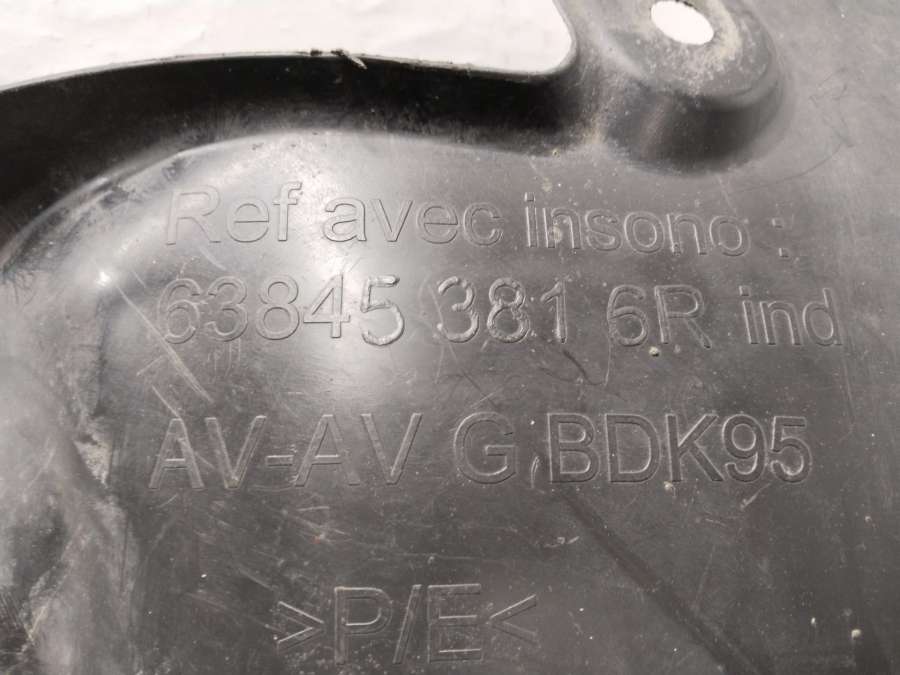 Ref avec insono :
63845 381 6R ind
AV-AV G BDK95
>P/E<